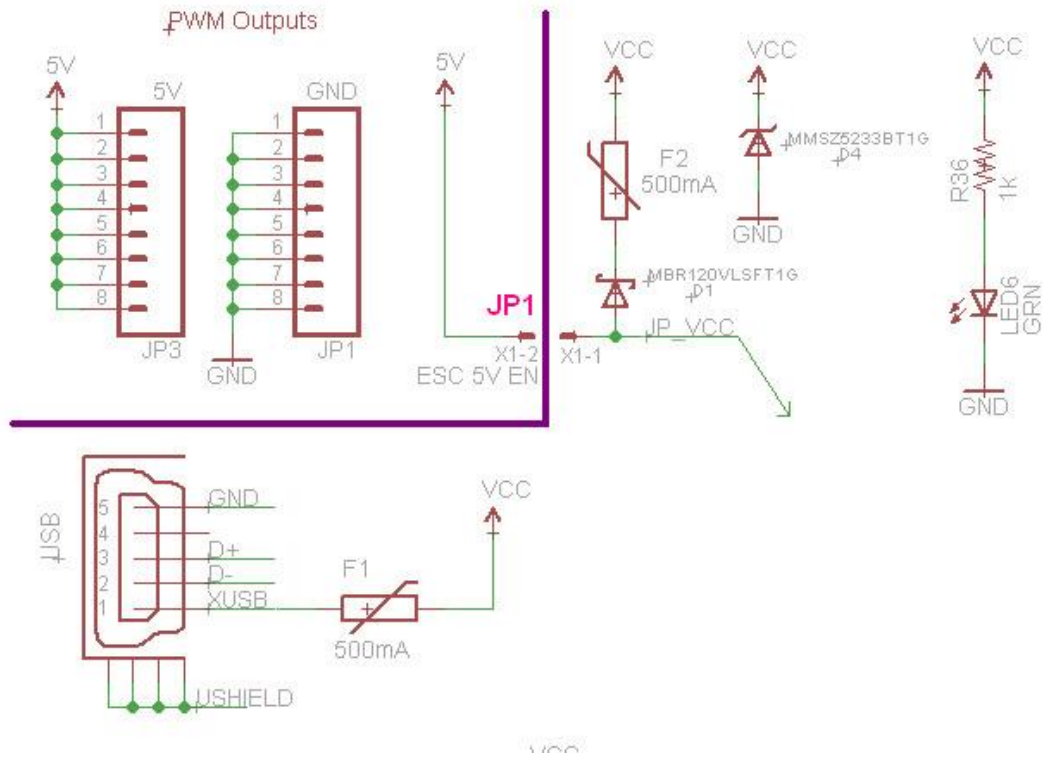 PWM Outputs
5V
5V
1
2
3
4
5
6
7
8
JP3
GND
1
2
3
4
5
6
7
8
JP1
GND
5V
JP1
X1-2
X1-1
ESC 5V EN
VCC
F2
500mA
MBR120VLSFT1G
D1
JP_VCC
VCC
MMSZ5233BT1G
D4
GND
VCC
R36
1K
LED6
GRN
GND
USB
5
4
3
2
1
GND
D+
D-
XUSB
USHIELD
F1
500mA
VCC
VCC